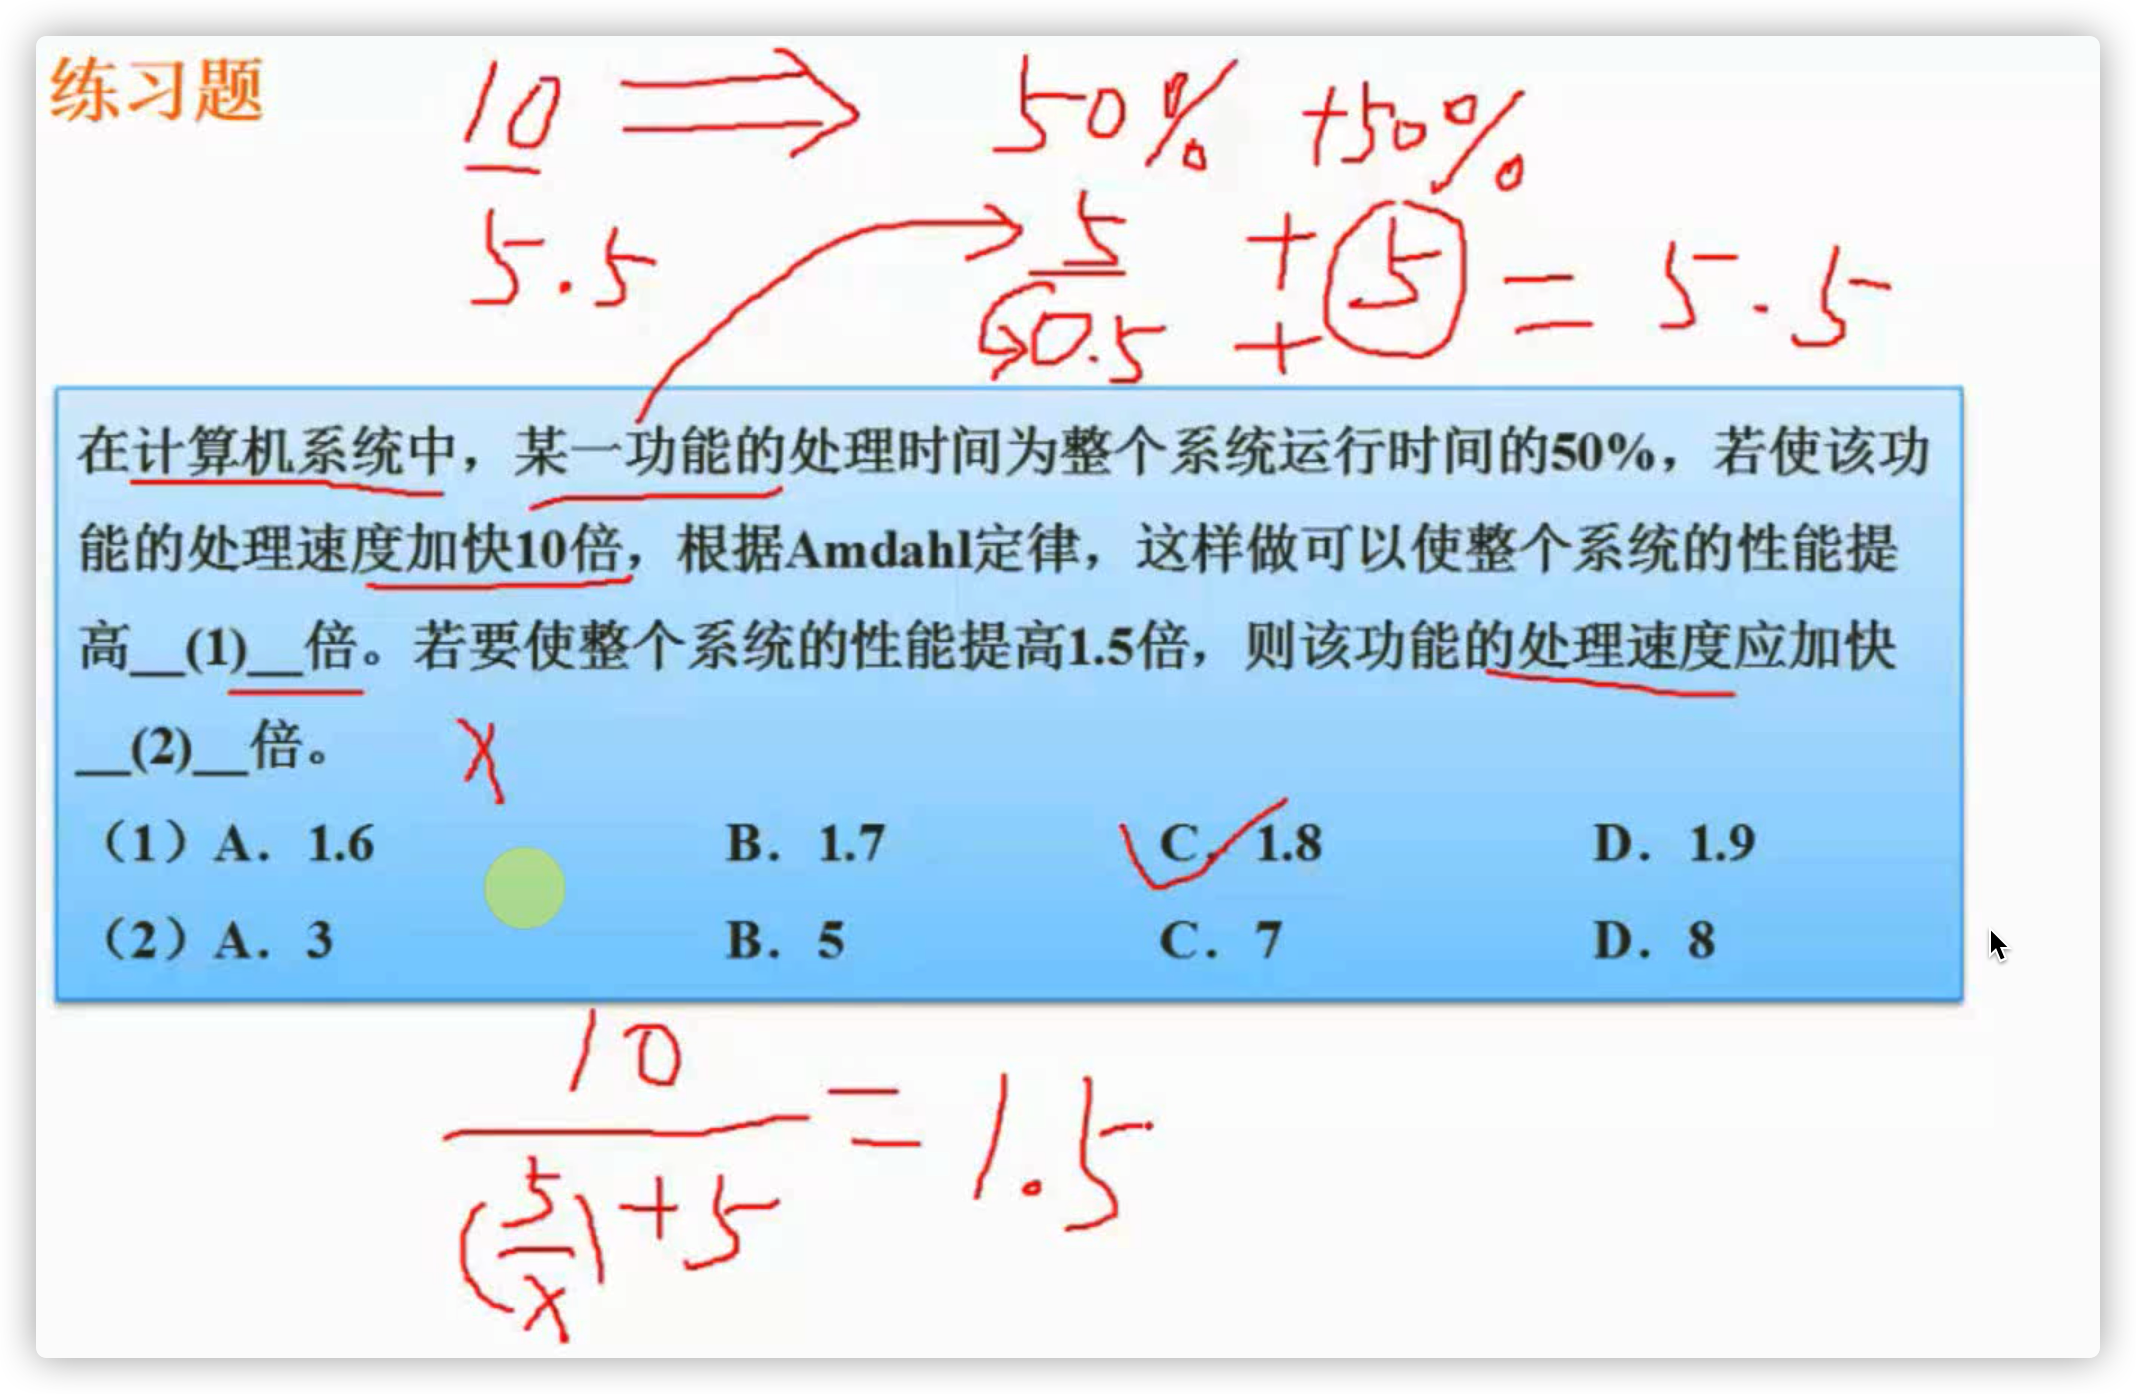 练习题
10 ⇒ 50% +50%
5.5
5 + 5 = 5.5
0.5 +
在计算机系统中，某一功能的处理时间为整个系统运行时间的50%，若使该功
能的处理速度加快10倍，根据Amdahl定律，这样做可以使整个系统的性能提
高__(1)__倍。若要使整个系统的性能提高1.5倍，则该功能的处理速度应加快
__(2)__倍。 x
（1）A．1.6 B．1.7 C．1.8 D．1.9
（2）A．3 B．5 C．7 D．8
10
= 1.5
(5/x)+5